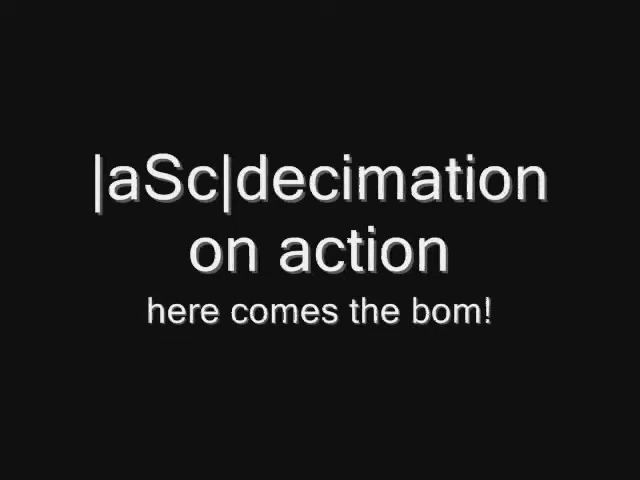 |aSc|decimation
on action
here comes the bom!